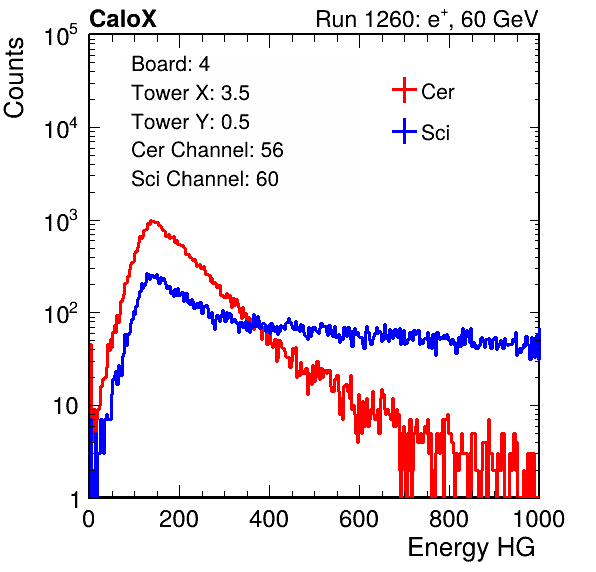 CaloX Run 1260: e⁺, 60 GeV
Counts
10⁵
10⁴
10³
10²
10
1
Board: 4
Tower X: 3.5
Tower Y: 0.5
Cer Channel: 56
Sci Channel: 60
Cer
Sci
0 200 400 600 800 1000
Energy HG